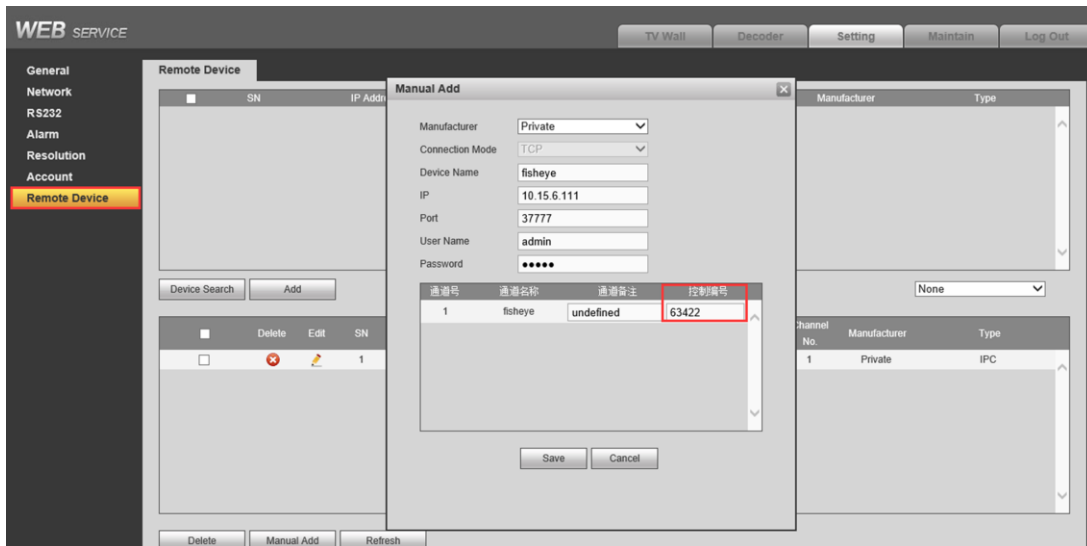 WEB SERVICE
TV Wall Decoder Setting Maintain Log Out
General
Network
RS232
Alarm
Resolution
Account
Remote Device
Remote Device
SN IP Addr Manufacturer Type
Manual Add
Manufacturer Private
Connection Mode TCP
Device Name fisheye
IP 10.15.6.111
Port 37777
User Name admin
Password •••••
通道号 通道名称 通道备注 控制编号
1 fisheye undefined 63422
Save Cancel
Device Search Add None
Delete Edit SN Channel No. Manufacturer Type
1 1 Private IPC
Delete Manual Add Refresh